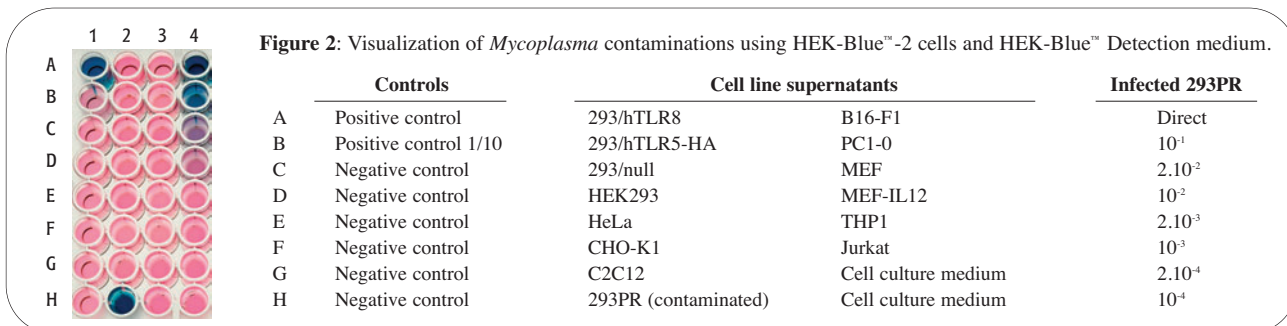 1 2 3 4
A
B
C
D
E
F
G
H
Figure 2: Visualization of Mycoplasma contaminations using HEK-Blue™-2 cells and HEK-Blue™ Detection medium.
Controls Cell line supernatants Infected 293PR
A Positive control 293/hTLR8 B16-F1 Direct
B Positive control 1/10 293/hTLR5-HA PC1-0 10⁻¹
C Negative control 293/null MEF 2.10⁻²
D Negative control HEK293 MEF-IL12 10⁻²
E Negative control HeLa THP1 2.10⁻³
F Negative control CHO-K1 Jurkat 10⁻³
G Negative control C2C12 Cell culture medium 2.10⁻⁴
H Negative control 293PR (contaminated) Cell culture medium 10⁻⁴